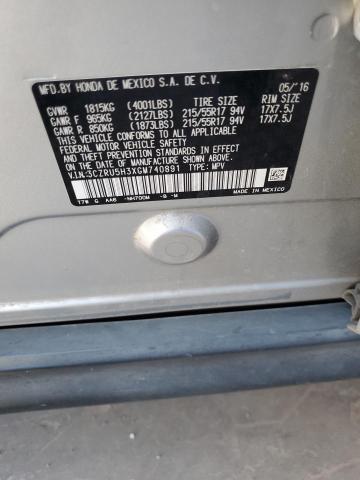 MFD.BY HONDA DE MEXICO S.A. DE C.V. 05/'16
GVWR 1815KG (4001LBS) TIRE SIZE RIM SIZE
GAWR F 965KG (2127LBS) 215/55R17 94V 17X7.5J
GAWR R 850KG (1873LBS) 215/55R17 94V 17X7.5J
THIS VEHICLE CONFORMS TO ALL APPLICABLE
FEDERAL MOTOR VEHICLE SAFETY AND
THEFT PREVENTION STANDARDS IN EFFECT ON
THE DATE OF MANUFACTURE SHOWN ABOVE.
V.I.N:3CZRU5H3XGM740891 TYPE: MPV
17M G AA6 -NH700M -B -M MADE IN MEXICO